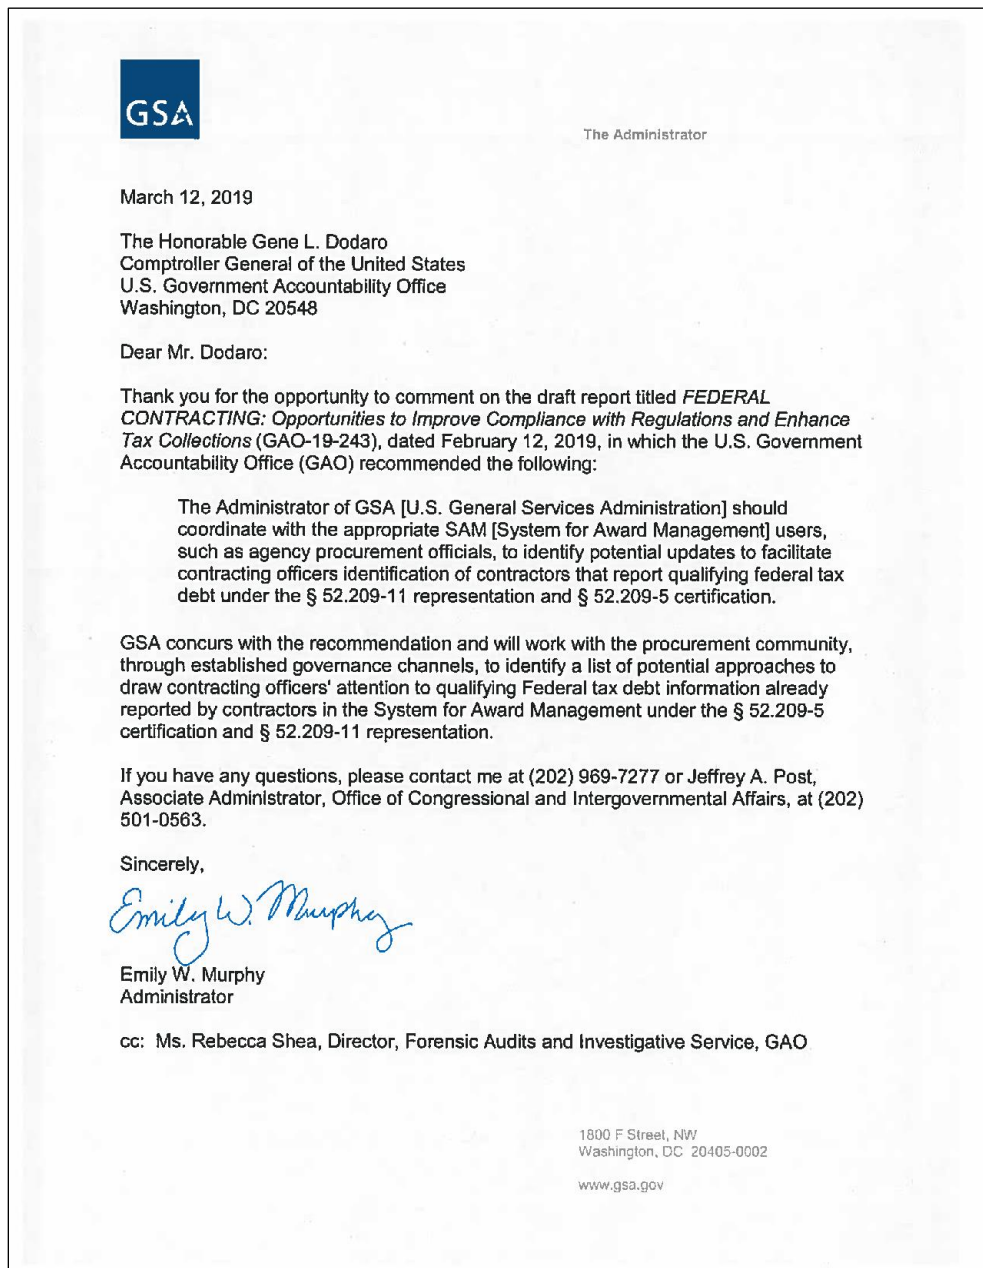 GSA
The Administrator
March 12, 2019
The Honorable Gene L. Dodaro
Comptroller General of the United States
U.S. Government Accountability Office
Washington, DC 20548
Dear Mr. Dodaro:
Thank you for the opportunity to comment on the draft report titled FEDERAL
CONTRACTING: Opportunities to Improve Compliance with Regulations and Enhance
Tax Collections (GAO-19-243), dated February 12, 2019, in which the U.S. Government
Accountability Office (GAO) recommended the following:
The Administrator of GSA [U.S. General Services Administration] should
coordinate with the appropriate SAM [System for Award Management] users,
such as agency procurement officials, to identify potential updates to facilitate
contracting officers identification of contractors that report qualifying federal tax
debt under the § 52.209-11 representation and § 52.209-5 certification.
GSA concurs with the recommendation and will work with the procurement community,
through established governance channels, to identify a list of potential approaches to
draw contracting officers' attention to qualifying Federal tax debt information already
reported by contractors in the System for Award Management under the § 52.209-5
certification and § 52.209-11 representation.
If you have any questions, please contact me at (202) 969-7277 or Jeffrey A. Post,
Associate Administrator, Office of Congressional and Intergovernmental Affairs, at (202)
501-0563.
Sincerely,
Emily W. Murphy
Emily W. Murphy
Administrator
cc: Ms. Rebecca Shea, Director, Forensic Audits and Investigative Service, GAO
1800 F Street, NW
Washington, DC 20405-0002
www.gsa.gov